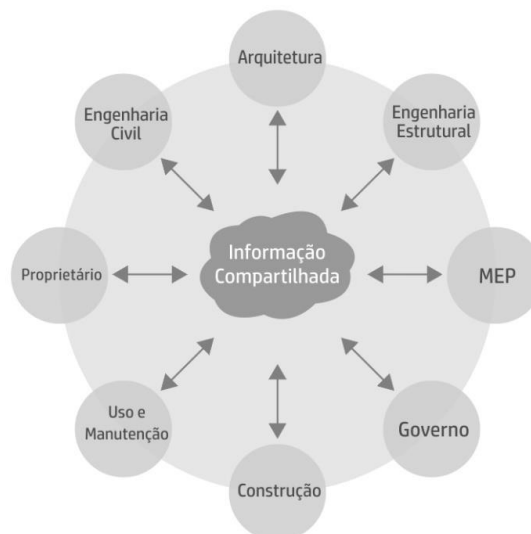 Arquitetura
Engenharia
Civil
Engenharia
Estrutural
Informação
Compartilhada
Proprietário
MEP
Uso e
Manutenção
Governo
Construção